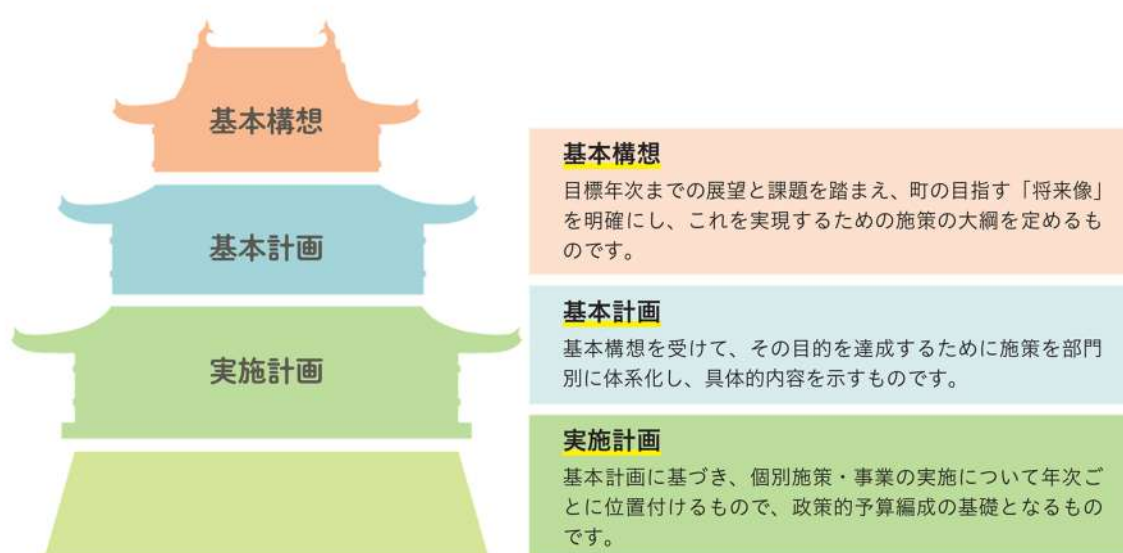 基本構想
基本計画
実施計画
基本構想
目標年次までの展望と課題を踏まえ、町の目指す「将来像」
を明確にし、これを実現するための施策の大綱を定めるも
のです。
基本計画
基本構想を受けて、その目的を達成するために施策を部門
別に体系化し、具体的内容を示すものです。
実施計画
基本計画に基づき、個別施策・事業の実施について年次ご
とに位置付けるもので、政策的予算編成の基礎となるもの
です。